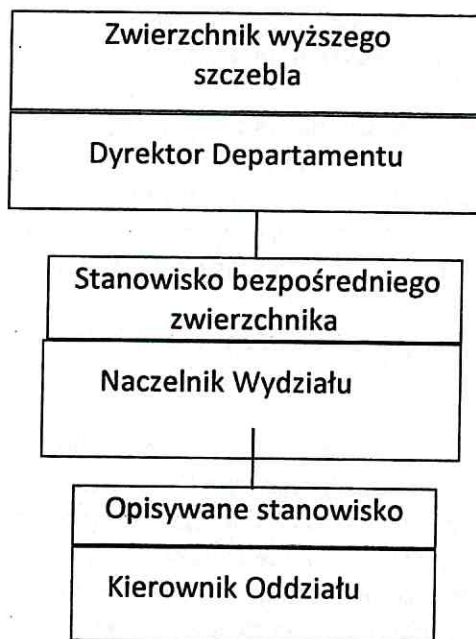 Zwierzchnik wyższego
szczebla
Dyrektor Departamentu
Stanowisko bezpośredniego
zwierzchnika
Naczelnik Wydziału
Opisywane stanowisko
Kierownik Oddziału